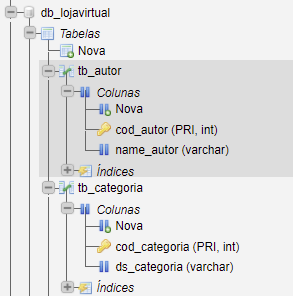 db_lojavirtual
Tabelas
Nova
tb_autor
Colunas
Nova
cod_autor (PRI, int)
name_autor (varchar)
Índices
tb_categoria
Colunas
Nova
cod_categoria (PRI, int)
ds_categoria (varchar)
Índices